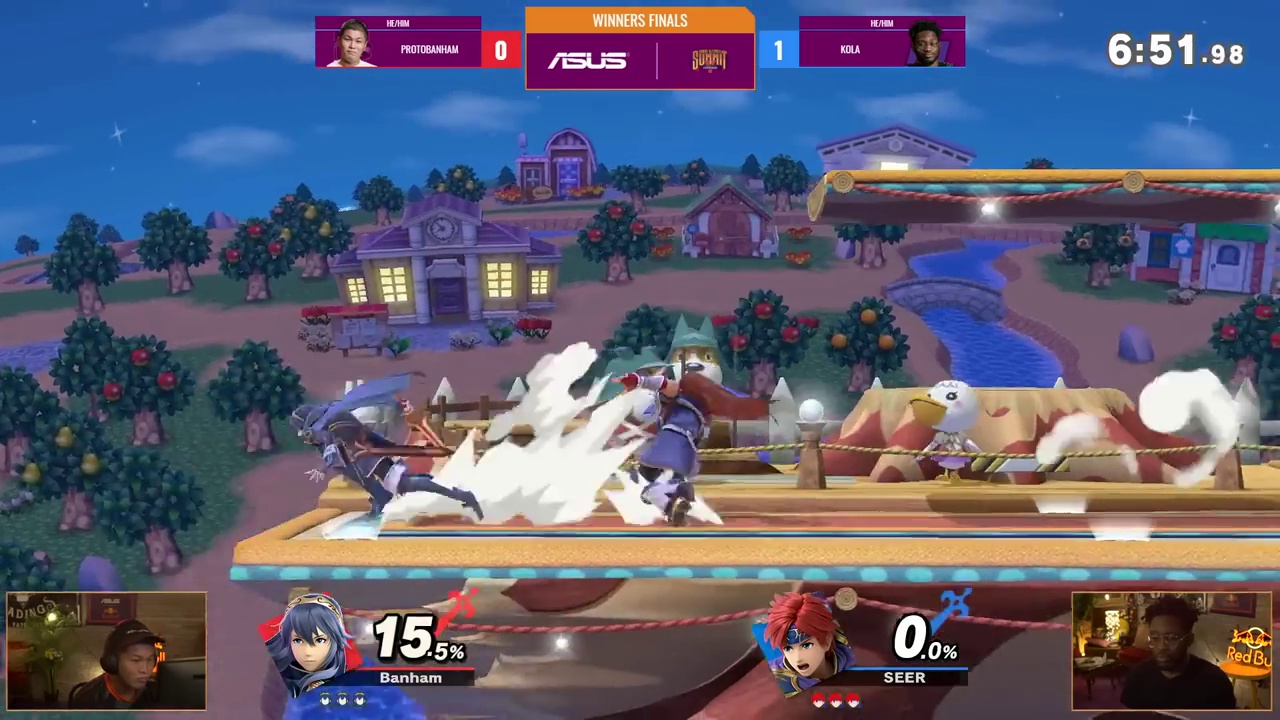 HE/HIM
PROTOBANHAM
0
WINNERS FINALS
ASUS
SUMMIT
1
HE/HIM
KOLA
6:51.98
15.5%
Banham
0.0%
SEER
Red Bu